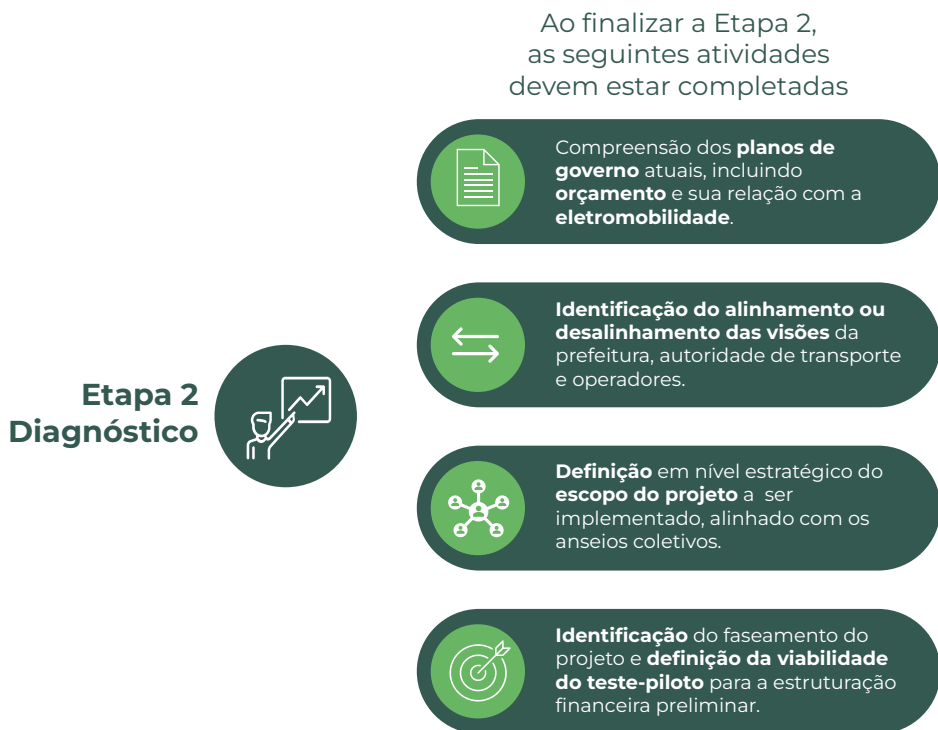 Ao finalizar a Etapa 2,
as seguintes atividades
devem estar completadas
Compreensão dos planos de
governo atuais, incluindo
orçamento e sua relação com a
eletromobilidade.
Identificação do alinhamento ou
desalinhamento das visões da
prefeitura, autoridade de transporte
e operadores.
Etapa 2
Diagnóstico
Definição em nível estratégico do
escopo do projeto a ser
implementado, alinhado com os
anseios coletivos.
Identificação do faseamento do
projeto e definição da viabilidade
do teste-piloto para a estruturação
financeira preliminar.